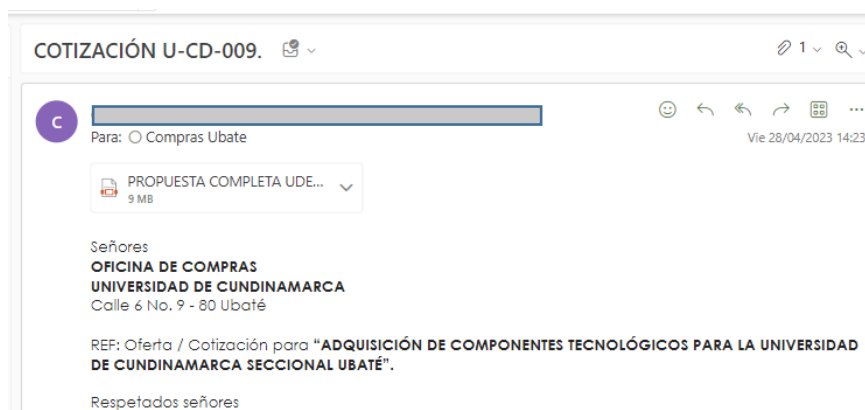 COTIZACIÓN U-CD-009.
1
C
Para: Compras Ubate
Vie 28/04/2023 14:23
PROPUESTA COMPLETA UDE...
9 MB
Señores
OFICINA DE COMPRAS
UNIVERSIDAD DE CUNDINAMARCA
Calle 6 No. 9 - 80 Ubaté
REF: Oferta / Cotización para “ADQUISICIÓN DE COMPONENTES TECNOLÓGICOS PARA LA UNIVERSIDAD
DE CUNDINAMARCA SECCIONAL UBATÉ”.
Respetados señores